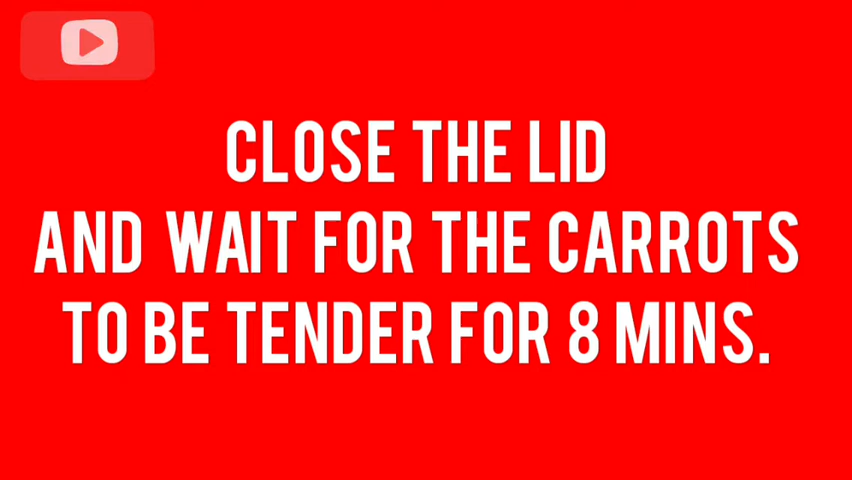 CLOSE THE LID
AND WAIT FOR THE CARROTS
TO BE TENDER FOR 8 MINS.